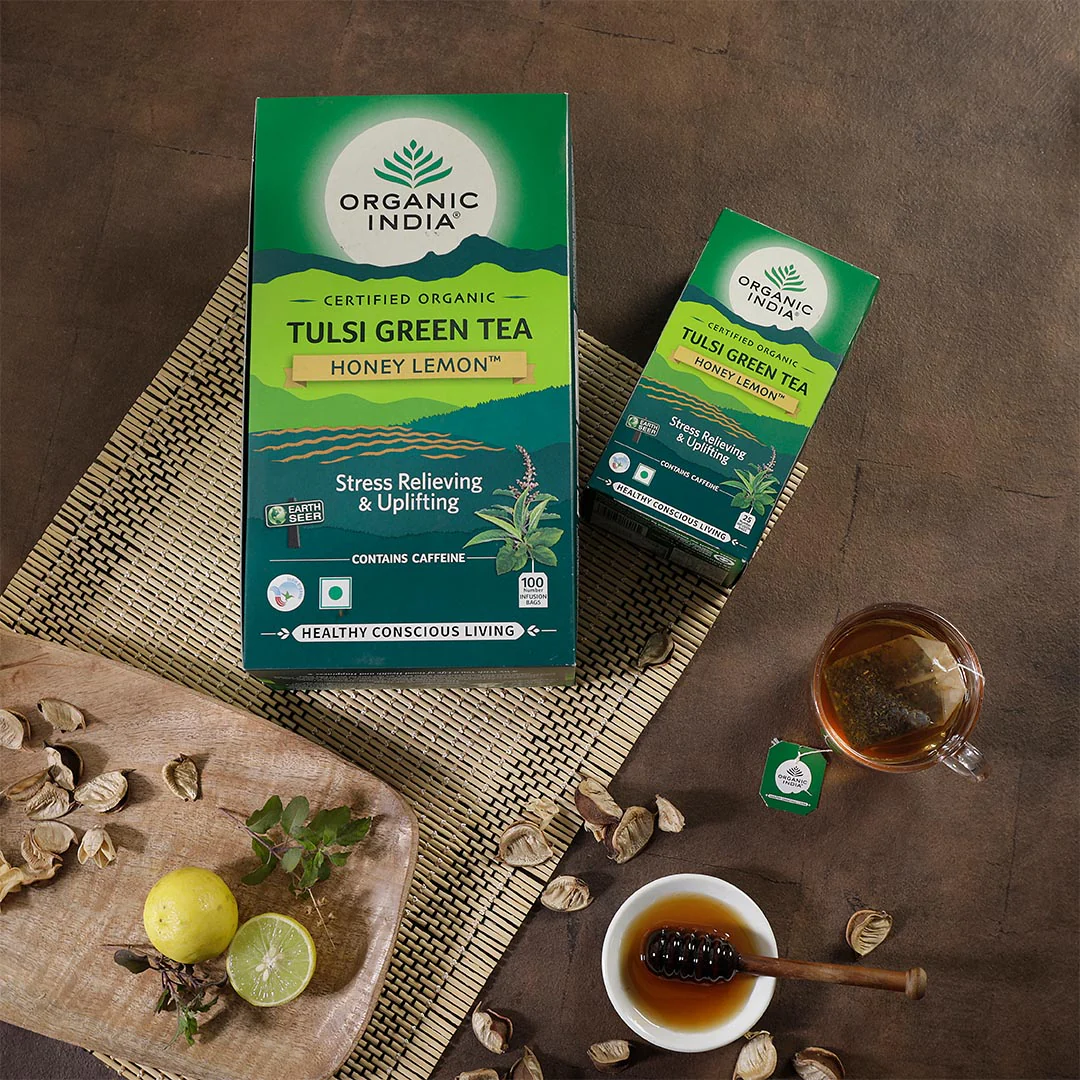 ORGANIC
INDIA®
CERTIFIED ORGANIC
TULSI GREEN TEA
HONEY LEMON™
Stress Relieving
& Uplifting
EARTH
SEER
CONTAINS CAFFEINE
100
Number
INFUSION
BAGS
HEALTHY CONSCIOUS LIVING
ORGANIC
INDIA®
CERTIFIED ORGANIC
TULSI GREEN TEA
HONEY LEMON™
Stress Relieving
& Uplifting
EARTH
SEER
CONTAINS CAFFEINE
25
HEALTHY CONSCIOUS LIVING
ORGANIC
INDIA